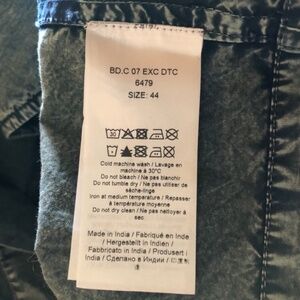 BD.C 07 EXC DTC
6479
SIZE: 44
Cold machine wash / Lavage en
machine à 30°C
Do not bleach / Ne pas blanchir
Do not tumble dry / Ne pas utiliser de
sèche-linge
Iron at medium temperature / Repasser
à température moyenne
Do not dry clean / Ne pas nettoyer à
sec
Made in India / Fabriqué en Inde
/ Hergestellt in Indien /
Fabbricato in India / Produsert i
India / Сделано в Индии /